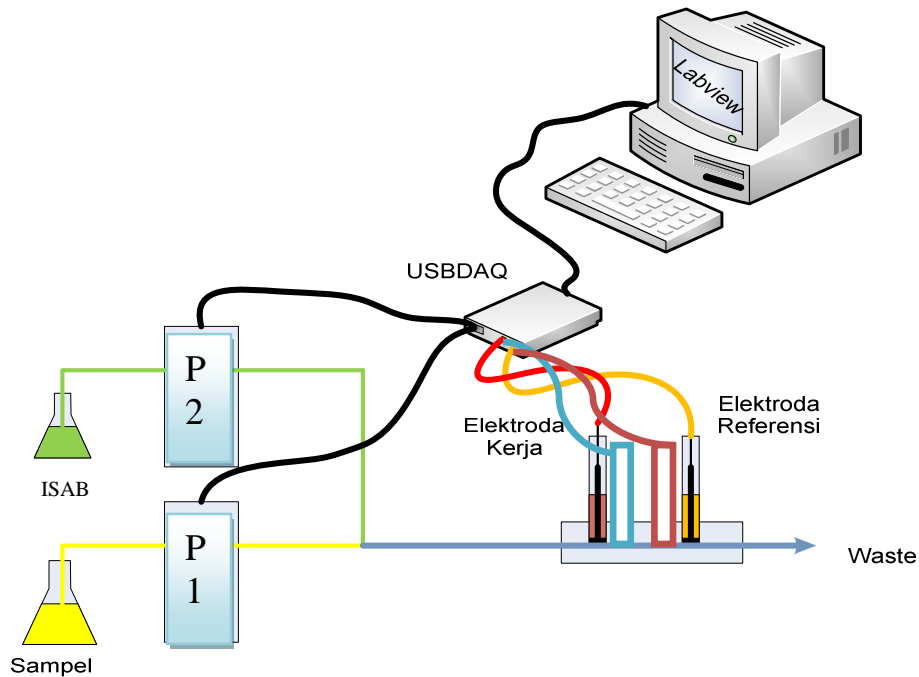 Labview
USBDAQ
P
2
Elektroda
Kerja
Elektroda
Referensi
ISAB
P
1
Waste
Sampel